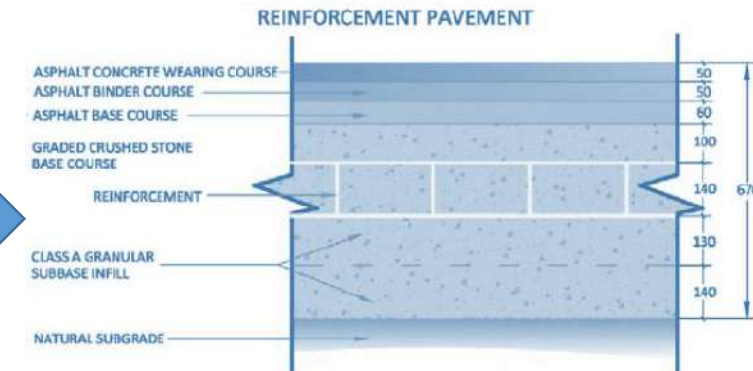 REINFORCEMENT PAVEMENT
ASPHALT CONCRETE WEARING COURSE
ASPHALT BINDER COURSE
ASPHALT BASE COURSE
GRADED CRUSHED STONE
BASE COURSE
REINFORCEMENT
CLASS A GRANULAR
SUBBASE INFILL
NATURAL SUBGRADE
50
50
60
100
140
130
140